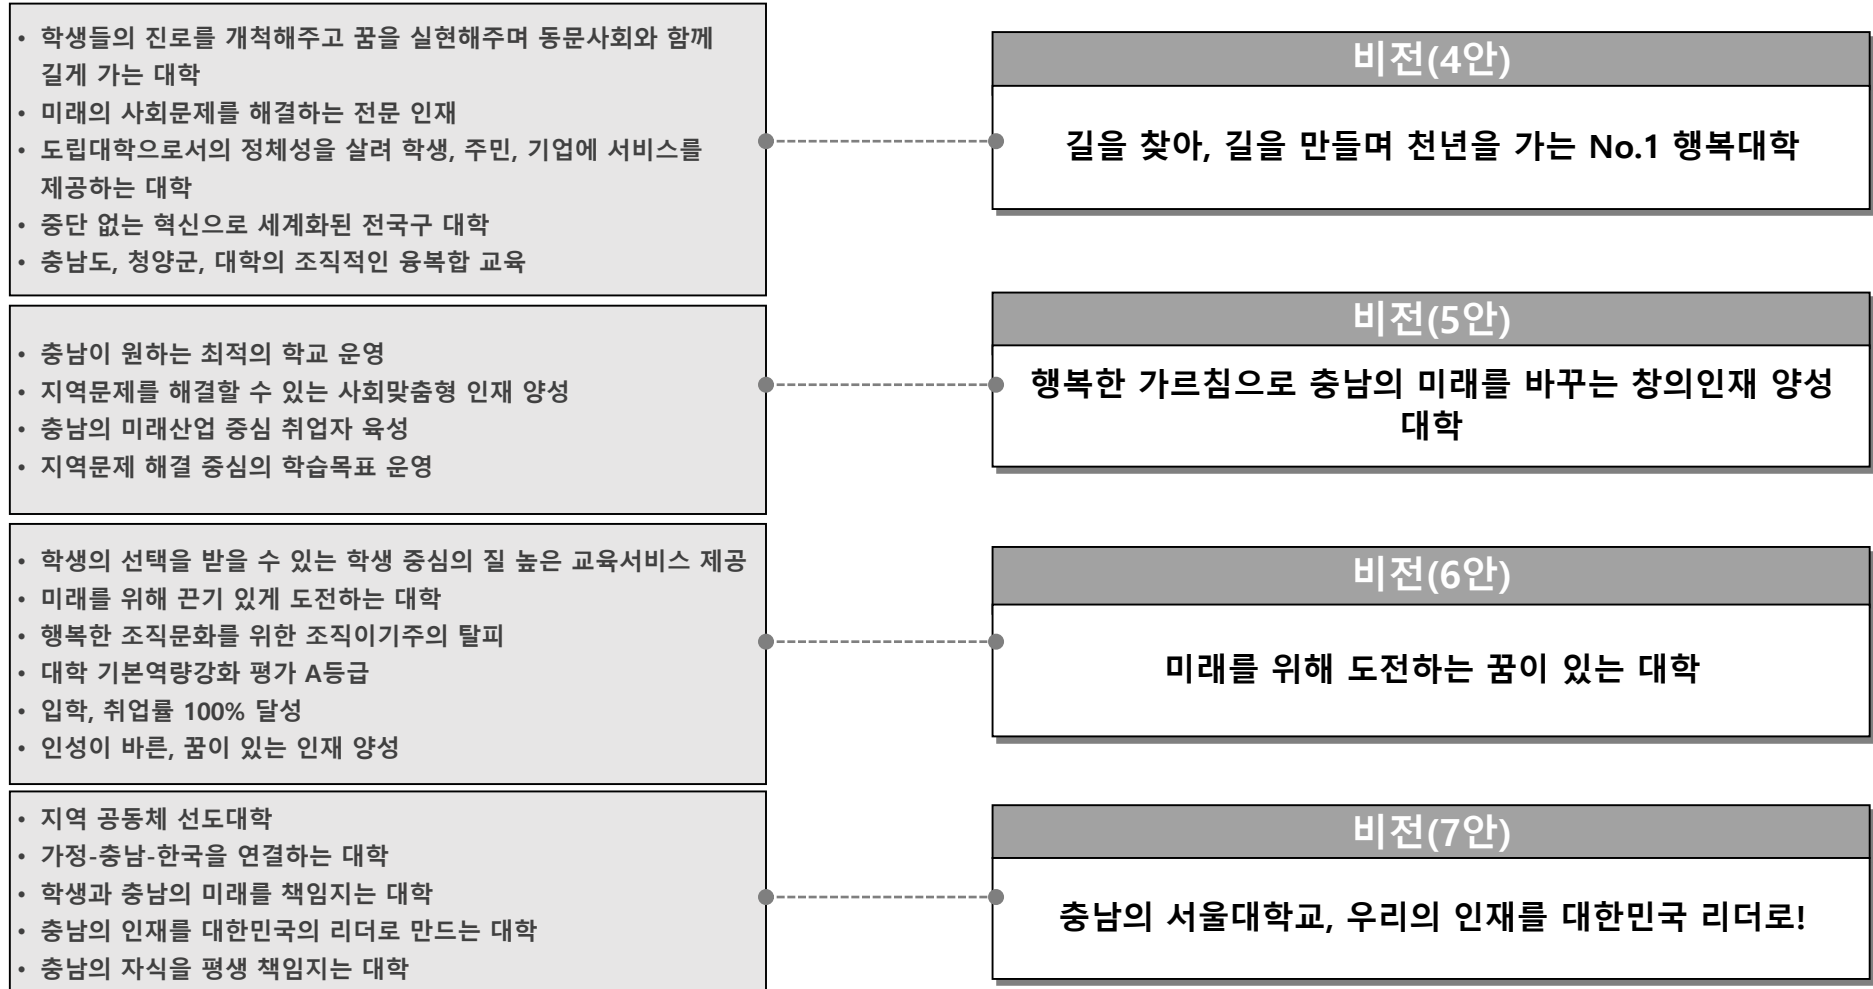 • 학생들의 진로를 개척해주고 꿈을 실현해주며 동문사회와 함께
길게 가는 대학
• 미래의 사회문제를 해결하는 전문 인재
• 도립대학으로서의 정체성을 살려 학생, 주민, 기업에 서비스를
제공하는 대학
• 중단 없는 혁신으로 세계화된 전국구 대학
• 충남도, 청양군, 대학의 조직적인 융복합 교육
비전(4안)
길을 찾아, 길을 만들며 천년을 가는 No.1 행복대학
• 충남이 원하는 최적의 학교 운영
• 지역문제를 해결할 수 있는 사회맞춤형 인재 양성
• 충남의 미래산업 중심 취업자 육성
• 지역문제 해결 중심의 학습목표 운영
비전(5안)
행복한 가르침으로 충남의 미래를 바꾸는 창의인재 양성
대학
• 학생의 선택을 받을 수 있는 학생 중심의 질 높은 교육서비스 제공
• 미래를 위해 끈기 있게 도전하는 대학
• 행복한 조직문화를 위한 조직이기주의 탈피
• 대학 기본역량강화 평가 A등급
• 입학, 취업률 100% 달성
• 인성이 바른, 꿈이 있는 인재 양성
비전(6안)
미래를 위해 도전하는 꿈이 있는 대학
• 지역 공동체 선도대학
• 가정-충남-한국을 연결하는 대학
• 학생과 충남의 미래를 책임지는 대학
• 충남의 인재를 대한민국의 리더로 만드는 대학
• 충남의 자식을 평생 책임지는 대학
비전(7안)
충남의 서울대학교, 우리의 인재를 대한민국 리더로!